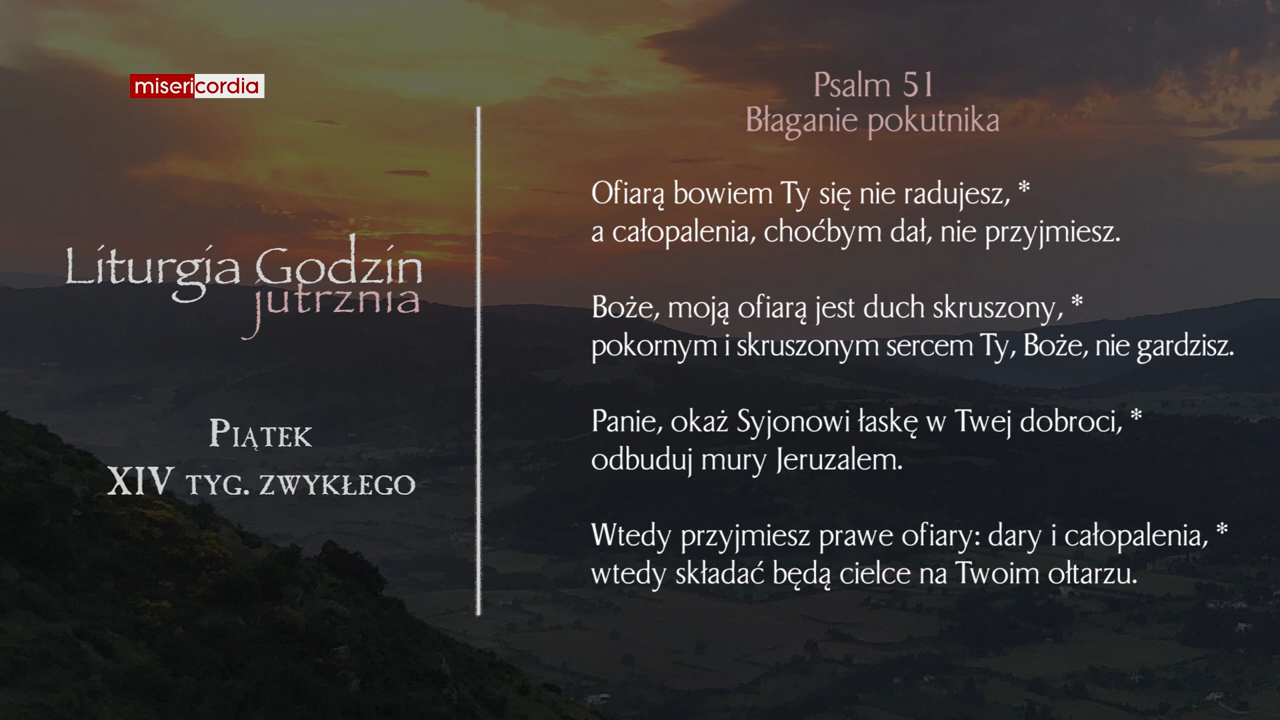 misericordia
Liturgia Godzin
jutrznia
Piątek
XIV tyg. zwykłego
Psalm 51
Błaganie pokutnika
Ofiarą bowiem Ty się nie radujesz, *
a całopalenia, choćbym dał, nie przyjmiesz.
Boże, moją ofiarą jest duch skruszony, *
pokornym i skruszonym sercem Ty, Boże, nie gardzisz.
Panie, okaż Syjonowi łaskę w Twej dobroci, *
odbuduj mury Jeruzalem.
Wtedy przyjmiesz prawe ofiary: dary i całopalenia, *
wtedy składać będą cielce na Twoim ołtarzu.